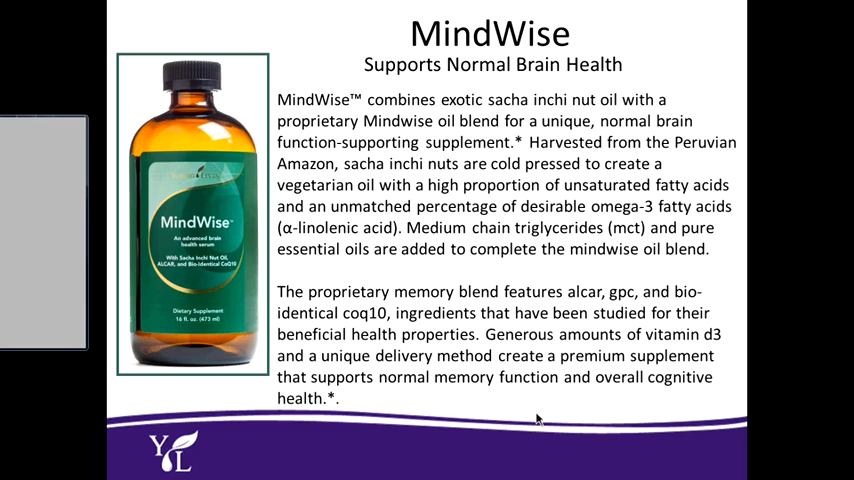 MindWise
Supports Normal Brain Health
MindWise™ combines exotic sacha inchi nut oil with a
proprietary Mindwise oil blend for a unique, normal brain
function-supporting supplement.* Harvested from the Peruvian
Amazon, sacha inchi nuts are cold pressed to create a
vegetarian oil with a high proportion of unsaturated fatty acids
and an unmatched percentage of desirable omega-3 fatty acids
(α-linolenic acid). Medium chain triglycerides (mct) and pure
essential oils are added to complete the mindwise oil blend.
The proprietary memory blend features alcar, gpc, and bio-
identical coq10, ingredients that have been studied for their
beneficial health properties. Generous amounts of vitamin d3
and a unique delivery method create a premium supplement
that supports normal memory function and overall cognitive
health.*.
Young Living
MindWise™
An advanced brain
health serum
With Sacha Inchi Nut Oil,
ALCAR, and Bio-Identical CoQ10
Dietary Supplement
16 fl. oz. (473 ml)
Y L